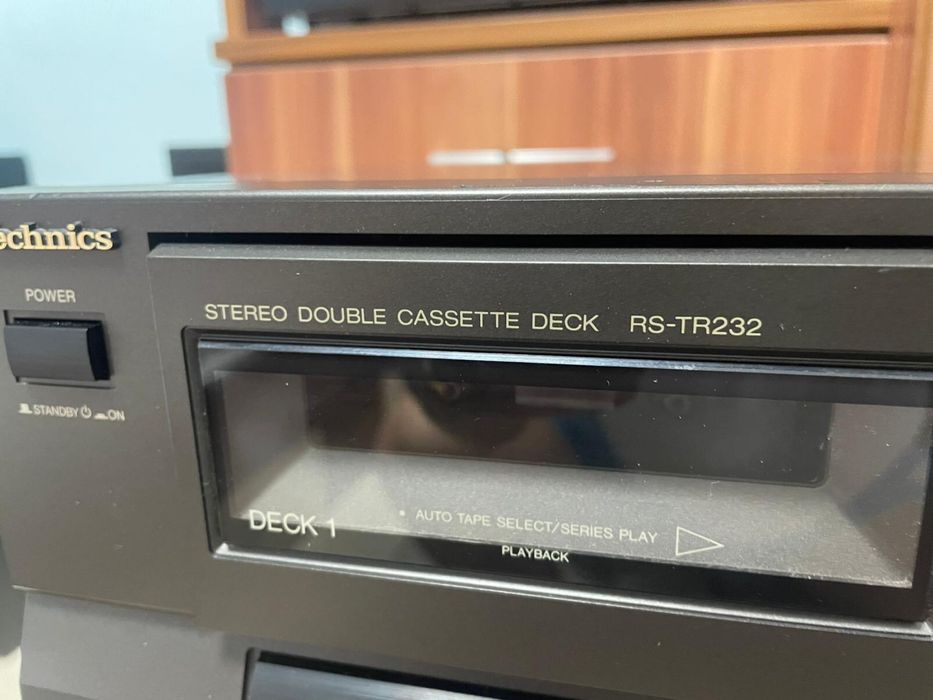 echnics
POWER
STANDBY ⏻ ON
STEREO DOUBLE CASSETTE DECK RS-TR232
DECK 1
• AUTO TAPE SELECT/SERIES PLAY
PLAYBACK